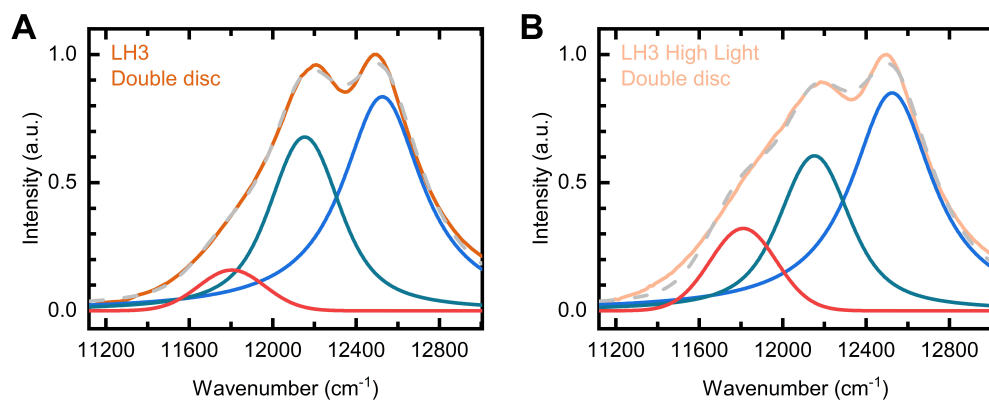 A
LH3
Double disc
1.0
0.5
0.0
Intensity (a.u.)
11200 11600 12000 12400 12800
Wavenumber (cm⁻¹)
B
LH3 High Light
Double disc
1.0
0.5
0.0
Intensity (a.u.)
11200 11600 12000 12400 12800
Wavenumber (cm⁻¹)